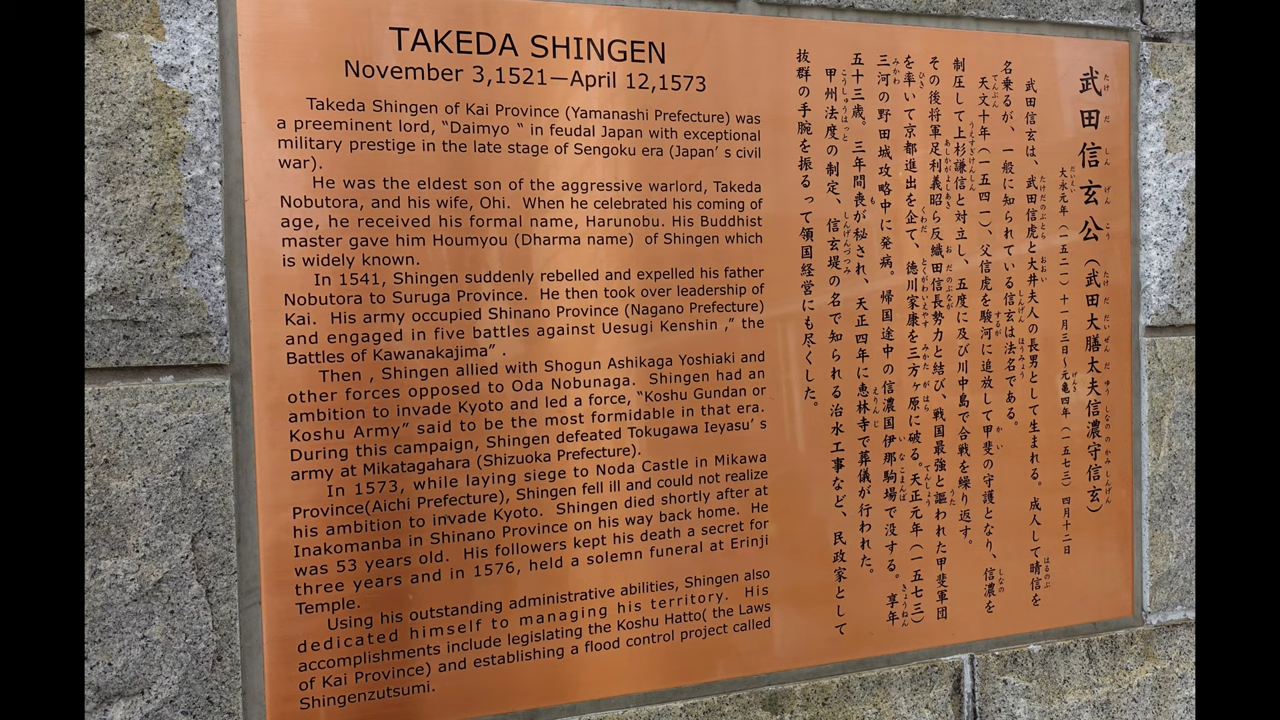 TAKEDA SHINGEN
November 3,1521—April 12,1573
Takeda Shingen of Kai Province (Yamanashi Prefecture) was
a preeminent lord, “Daimyo “ in feudal Japan with exceptional
military prestige in the late stage of Sengoku era (Japan’s civil
war).
He was the eldest son of the aggressive warlord, Takeda
Nobutora, and his wife, Ohi. When he celebrated his coming of
age, he received his formal name, Harunobu. His Buddhist
master gave him Houmyou (Dharma name) of Shingen which
is widely known.
In 1541, Shingen suddenly rebelled and expelled his father
Nobutora to Suruga Province. He then took over leadership of
Kai. His army occupied Shinano Province (Nagano Prefecture)
and engaged in five battles against Uesugi Kenshin ,” the
Battles of Kawanakajima” .
Then , Shingen allied with Shogun Ashikaga Yoshiaki and
other forces opposed to Oda Nobunaga. Shingen had an
ambition to invade Kyoto and led a force, “Koshu Gundan or
Koshu Army” said to be the most formidable in that era.
During this campaign, Shingen defeated Tokugawa Ieyasu’s
army at Mikatagahara (Shizuoka Prefecture).
In 1573, while laying siege to Noda Castle in Mikawa
Province(Aichi Prefecture), Shingen fell ill and could not realize
his ambition to invade Kyoto. Shingen died shortly after at
Inakomanba in Shinano Province on his way back home. He
was 53 years old. His followers kept his death a secret for
three years and in 1576, held a solemn funeral at Erinji
Temple.
Using his outstanding administrative abilities, Shingen also
dedicated himself to managing his territory. His
accomplishments include legislating the Koshu Hatto( the Laws
of Kai Province) and establishing a flood control project called
Shingenzutsumi.
武田信玄公（武田大膳太夫信濃守信玄）
大永元年（一五二一）十一月三日～元亀四年（一五七三）四月十二日
武田信玄は、武田信虎と大井夫人の長男として生まれる。成人して晴信を
名乗るが、一般に知られている信玄は法名である。
天文十年（一五四一）、父信虎を駿河に追放して甲斐の守護となり、信濃を
制圧して上杉謙信と対立し、五度に及び川中島で合戦を繰り返す。
その後将軍足利義昭ら反織田信長勢力と結び、戦国最強と謳われた甲斐軍団
を率いて京都進出を企て、徳川家康を三方ヶ原に破る。天正元年（一五七三）
三河の野田城攻略中に発病。帰国途中の信濃国伊那駒場で没する。享年
五十三歳。三年間喪が秘され、天正四年に恵林寺で葬儀が行われた。
甲州法度の制定、信玄堤の名で知られる治水工事など、民政家として
抜群の手腕を振るって領国経営にも尽くした。